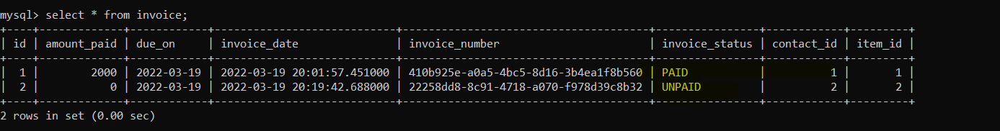 mysql> select * from invoice;
+----+-------------+------------+----------------------------+--------------------------------------+----------------+------------+---------+
| id | amount_paid | due_on | invoice_date | invoice_number | invoice_status | contact_id | item_id |
+----+-------------+------------+----------------------------+--------------------------------------+----------------+------------+---------+
| 1 | 2000 | 2022-03-19 | 2022-03-19 20:01:57.451000 | 410b925e-a0a5-4bc5-8d16-3b4ea1f8b560 | PAID | 1 | 1 |
| 2 | 0 | 2022-03-19 | 2022-03-19 20:19:42.688000 | 22258dd8-8c91-4718-a070-f978d39c8b32 | UNPAID | 2 | 2 |
+----+-------------+------------+----------------------------+--------------------------------------+----------------+------------+---------+
2 rows in set (0.00 sec)